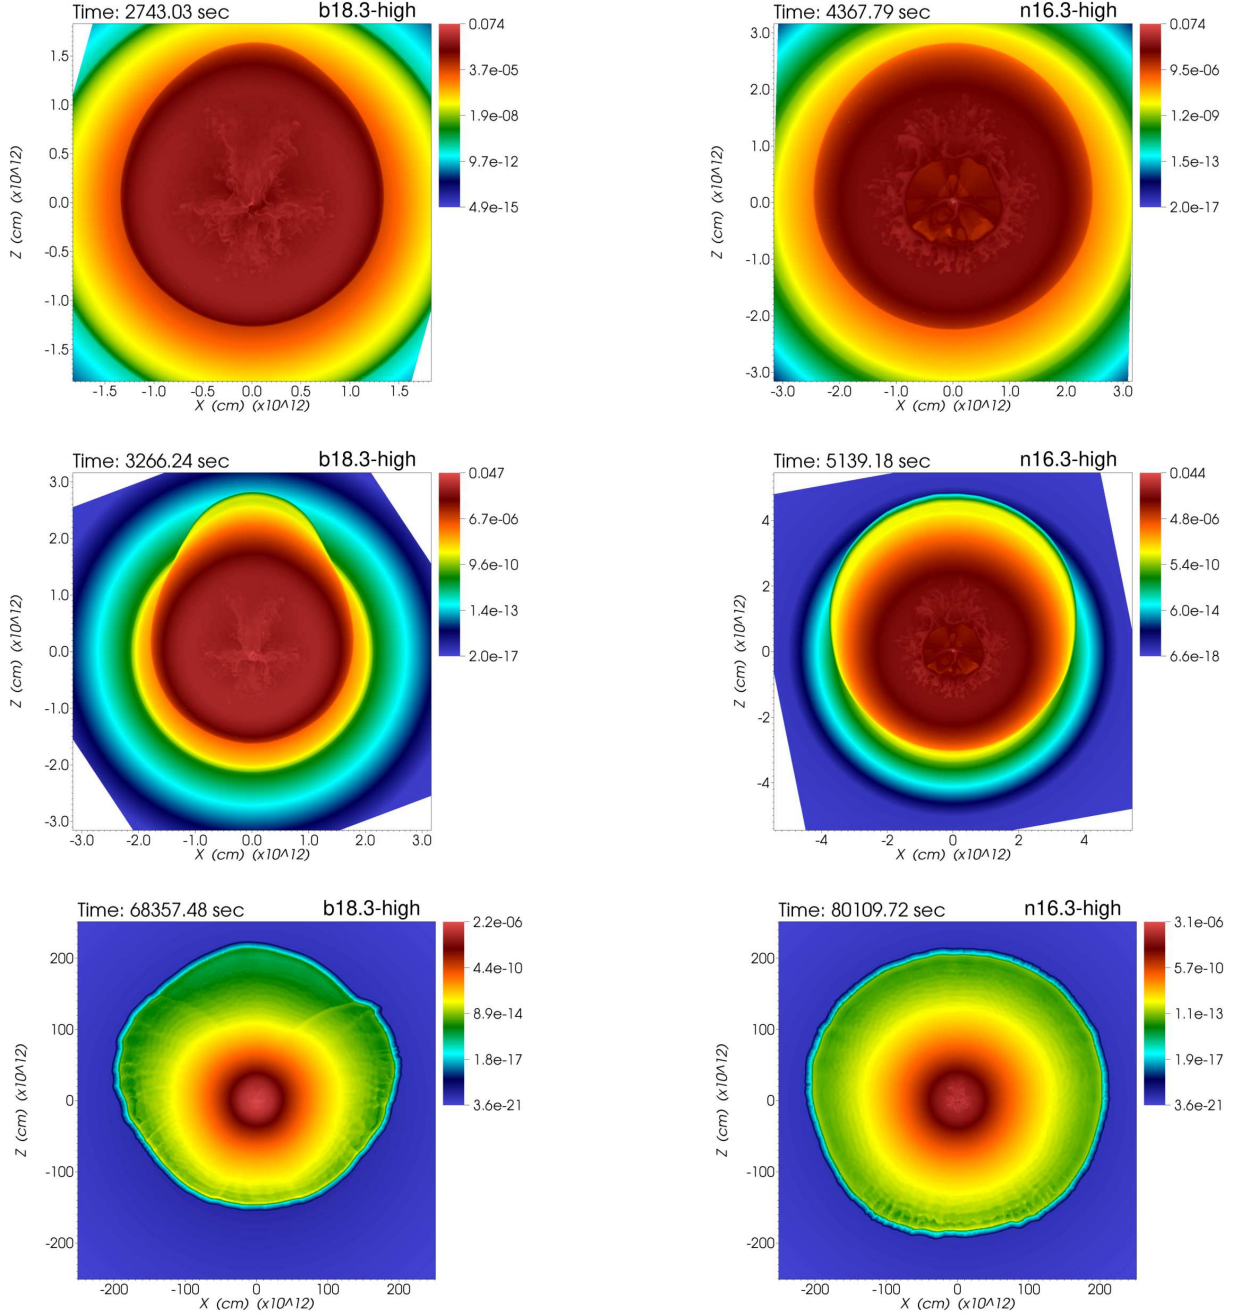 Time: 2743.03 sec b18.3-high
0.074
3.7e-05
1.9e-08
9.7e-12
4.9e-15
1.5
1.0
0.5
0.0
-0.5
-1.0
-1.5
Z (cm) (x10^12)
-1.5 -1.0 -0.5 0.0 0.5 1.0 1.5
X (cm) (x10^12)
Time: 4367.79 sec n16.3-high
0.074
9.5e-06
1.2e-09
1.5e-13
2.0e-17
3.0
2.0
1.0
0.0
-1.0
-2.0
-3.0
Z (cm) (x10^12)
-3.0 -2.0 -1.0 0.0 1.0 2.0 3.0
X (cm) (x10^12)
Time: 3266.24 sec b18.3-high
0.047
6.7e-06
9.6e-10
1.4e-13
2.0e-17
3.0
2.0
1.0
0.0
-1.0
-2.0
-3.0
Z (cm) (x10^12)
-3.0 -2.0 -1.0 0.0 1.0 2.0 3.0
X (cm) (x10^12)
Time: 5139.18 sec n16.3-high
0.044
4.8e-06
5.4e-10
6.0e-14
6.6e-18
4
2
0
-2
-4
Z (cm) (x10^12)
-4 -2 0 2 4
X (cm) (x10^12)
Time: 68357.48 sec b18.3-high
2.2e-06
4.4e-10
8.9e-14
1.8e-17
3.6e-21
200
100
0
-100
-200
Z (cm) (x10^12)
-200 -100 0 100 200
X (cm) (x10^12)
Time: 80109.72 sec n16.3-high
3.1e-06
5.7e-10
1.1e-13
1.9e-17
3.6e-21
200
100
0
-100
-200
Z (cm) (x10^12)
-200 -100 0 100 200
X (cm) (x10^12)